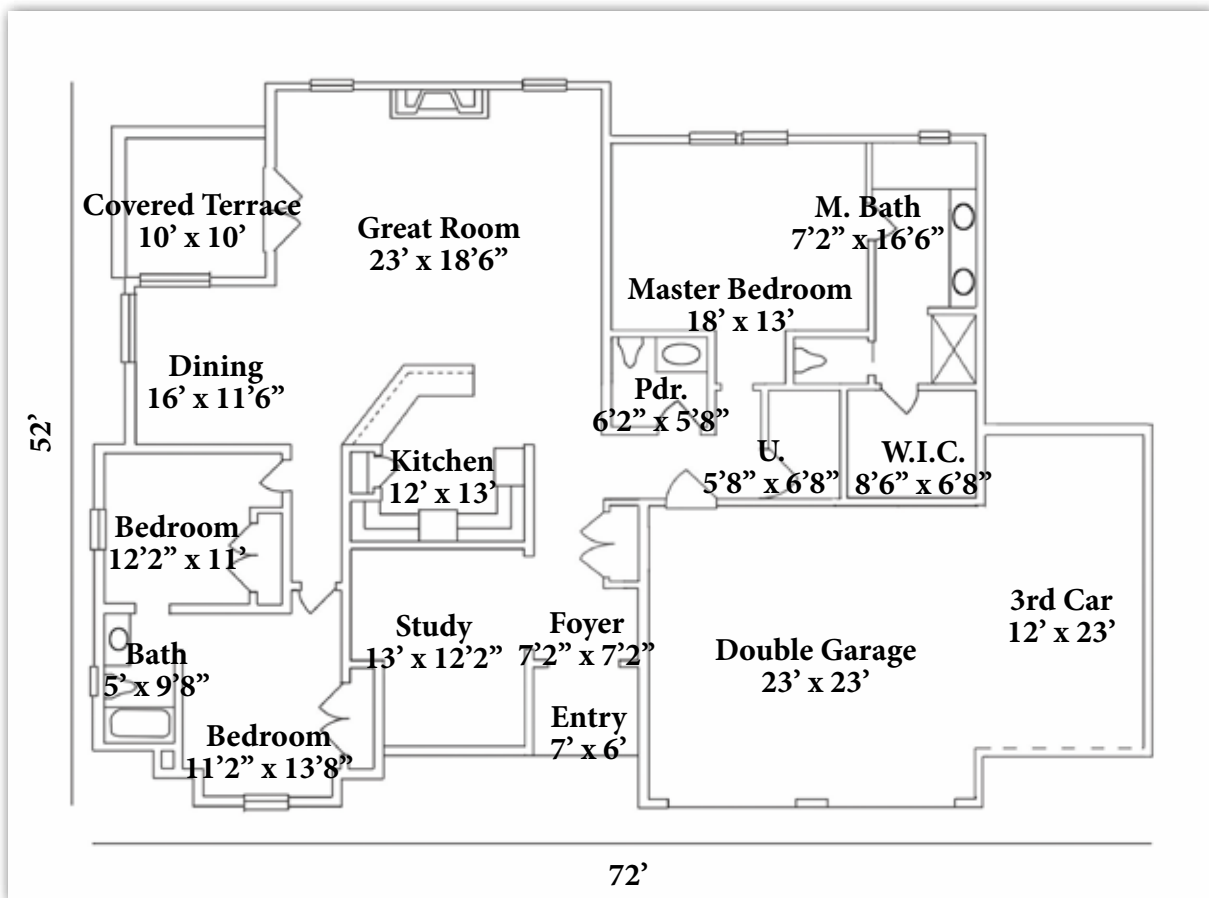 Covered Terrace
10’ x 10’
Great Room
23’ x 18’6”
M. Bath
7’2” x 16’6”
Master Bedroom
18’ x 13’
Dining
16’ x 11’6”
Pdr.
6’2” x 5’8”
52’
Kitchen
12’ x 13’
U.
5’8” x 6’8”
W.I.C.
8’6” x 6’8”
Bedroom
12’2” x 11’
3rd Car
12’ x 23’
Study
13’ x 12’2”
Foyer
7’2” x 7’2”
Double Garage
23’ x 23’
Bath
5’ x 9’8”
Entry
7’ x 6’
Bedroom
11’2” x 13’8”
72’